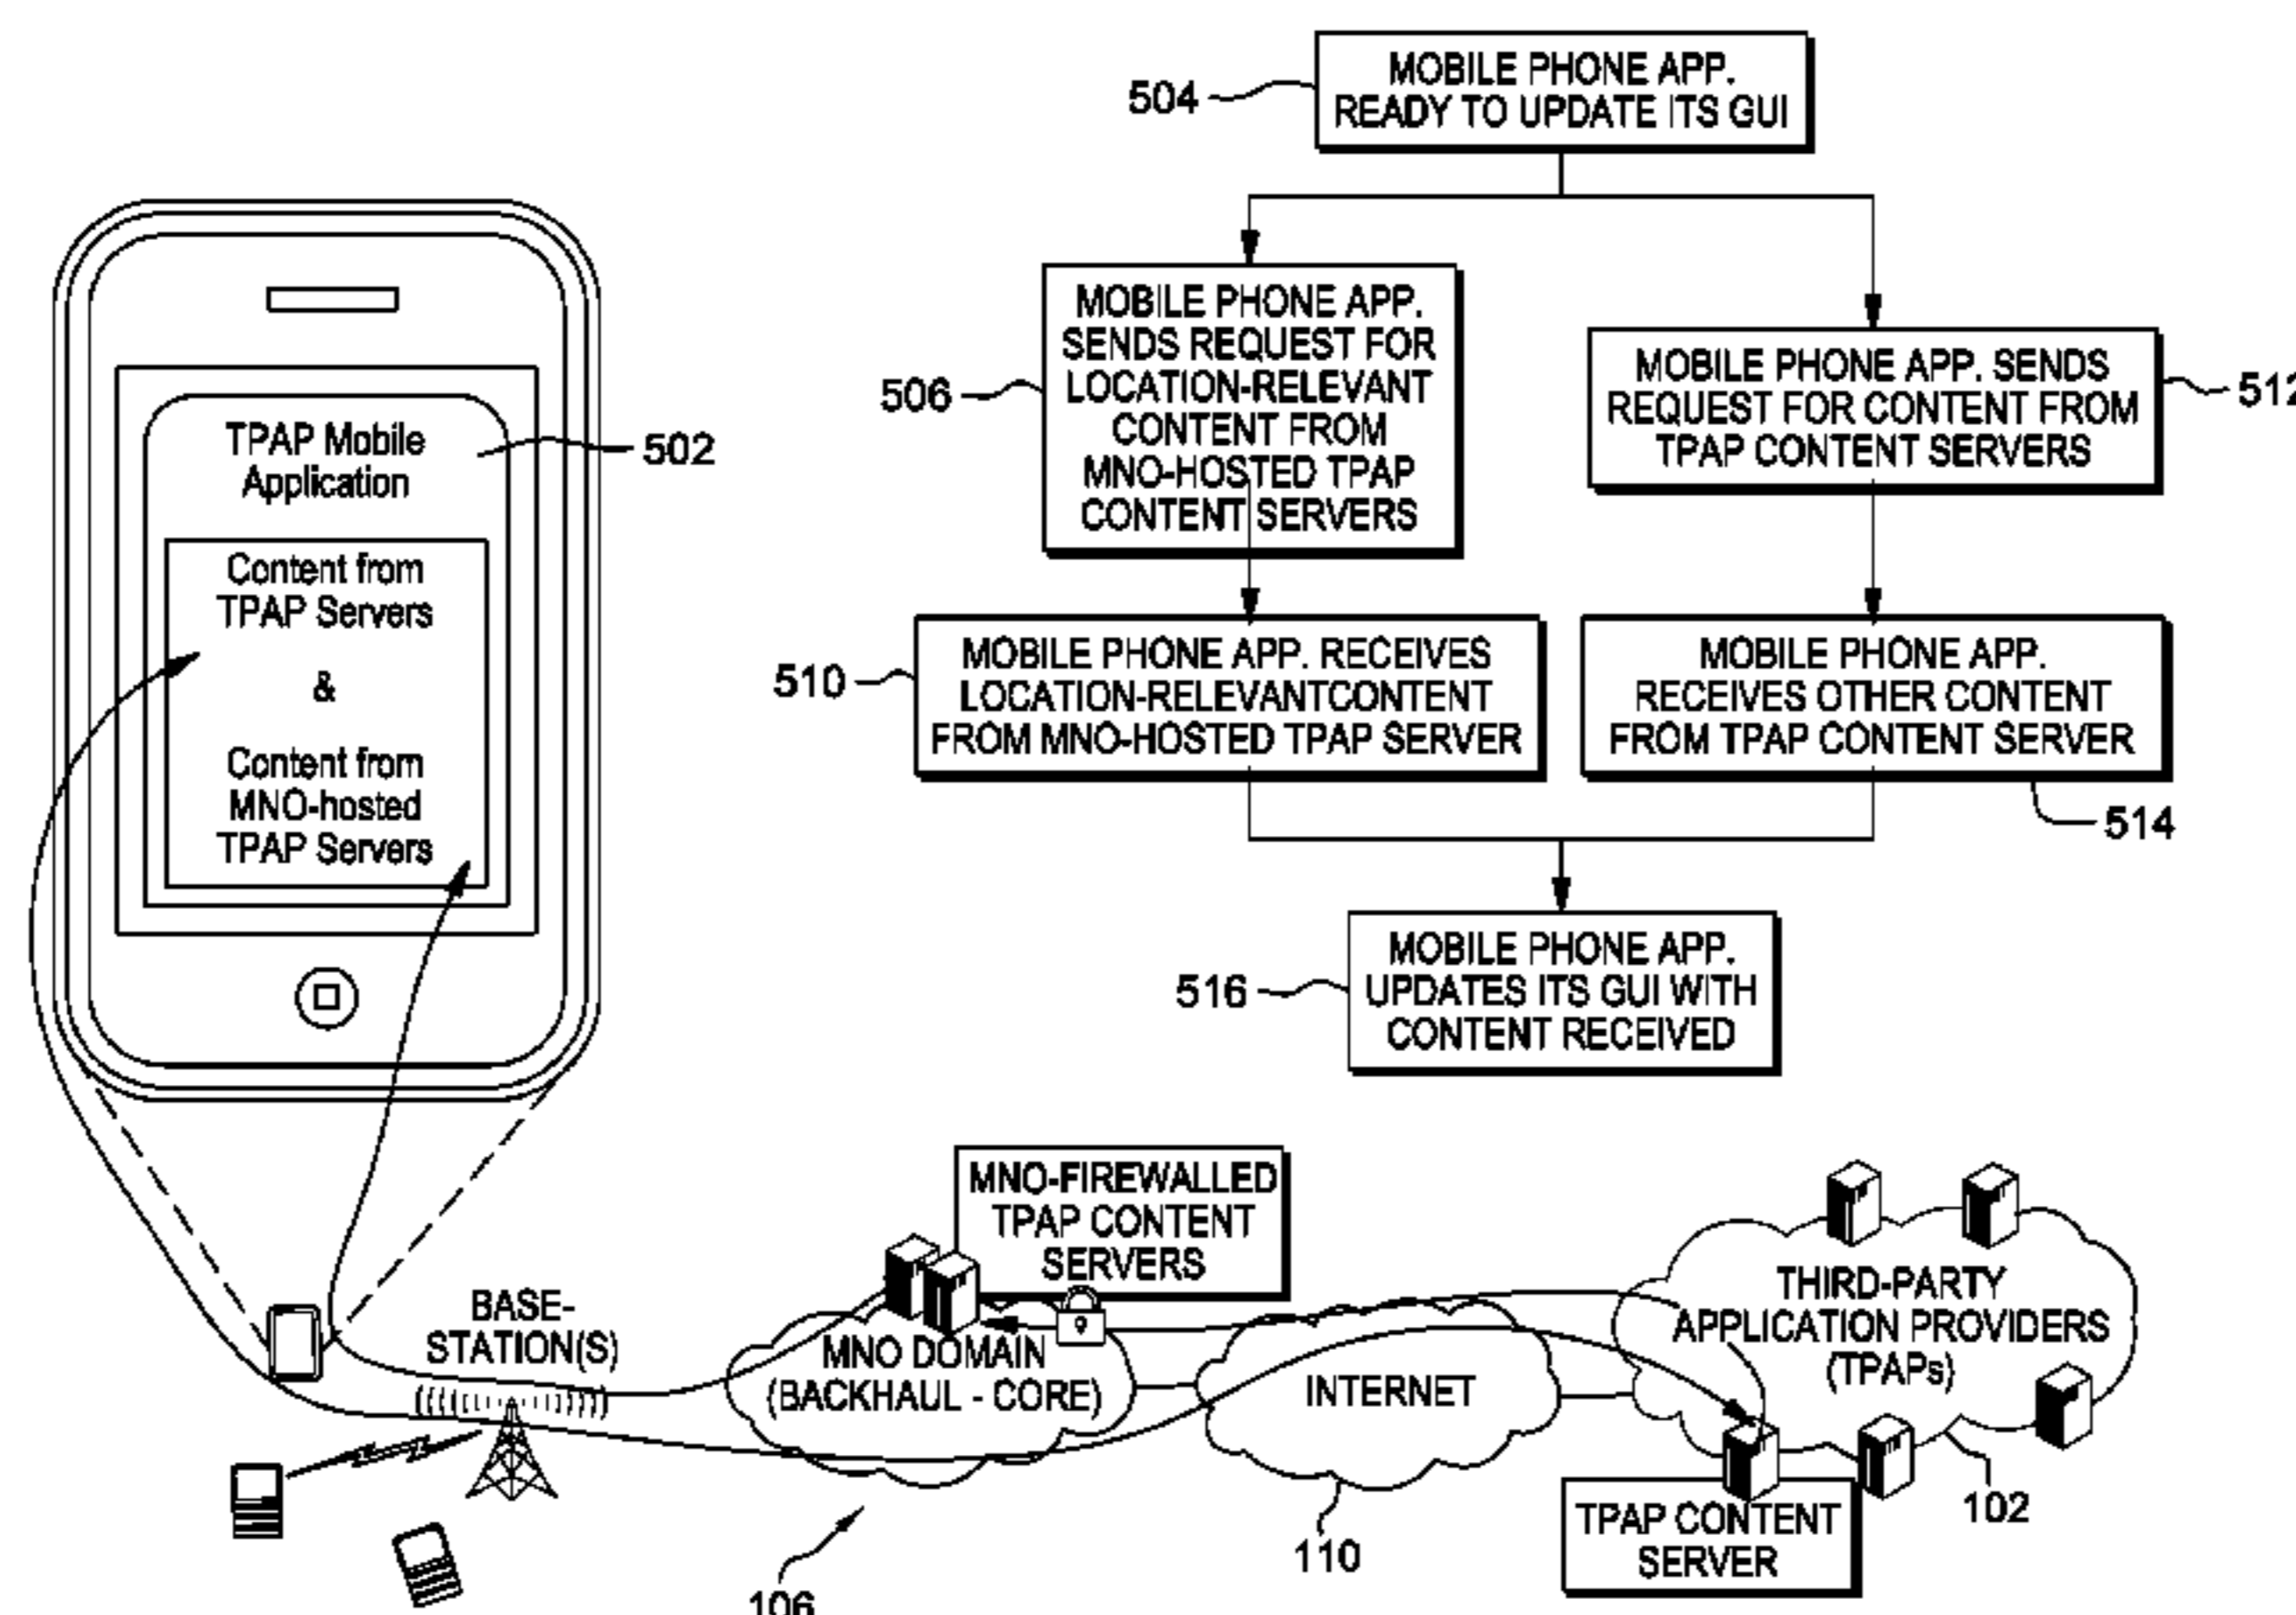 504
MOBILE PHONE APP.
READY TO UPDATE ITS GUI
506
MOBILE PHONE APP.
SENDS REQUEST FOR
LOCATION-RELEVANT
CONTENT FROM
MNO-HOSTED TPAP
CONTENT SERVERS
MOBILE PHONE APP. SENDS
REQUEST FOR CONTENT FROM
TPAP CONTENT SERVERS
512
TPAP Mobile
Application
502
Content from
TPAP Servers
&
Content from
MNO-hosted
TPAP Servers
510
MOBILE PHONE APP. RECEIVES
LOCATION-RELEVANTCONTENT
FROM MNO-HOSTED TPAP SERVER
MOBILE PHONE APP.
RECEIVES OTHER CONTENT
FROM TPAP CONTENT SERVER
514
516
MOBILE PHONE APP.
UPDATES ITS GUI WITH
CONTENT RECEIVED
MNO-FIREWALLED
TPAP CONTENT
SERVERS
BASE-
STATION(S)
MNO DOMAIN
(BACKHAUL - CORE)
INTERNET
THIRD-PARTY
APPLICATION PROVIDERS
(TPAPs)
TPAP CONTENT
SERVER
102
110
106